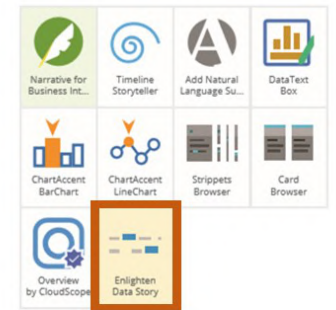 Narrative for
Business Int...
Timeline
Storyteller
Add Natural
Language Su...
DataText
Box
ChartAccent
BarChart
ChartAccent
LineChart
Strippets
Browser
Card
Browser
Overview
by CloudScope
Enlighten
Data Story